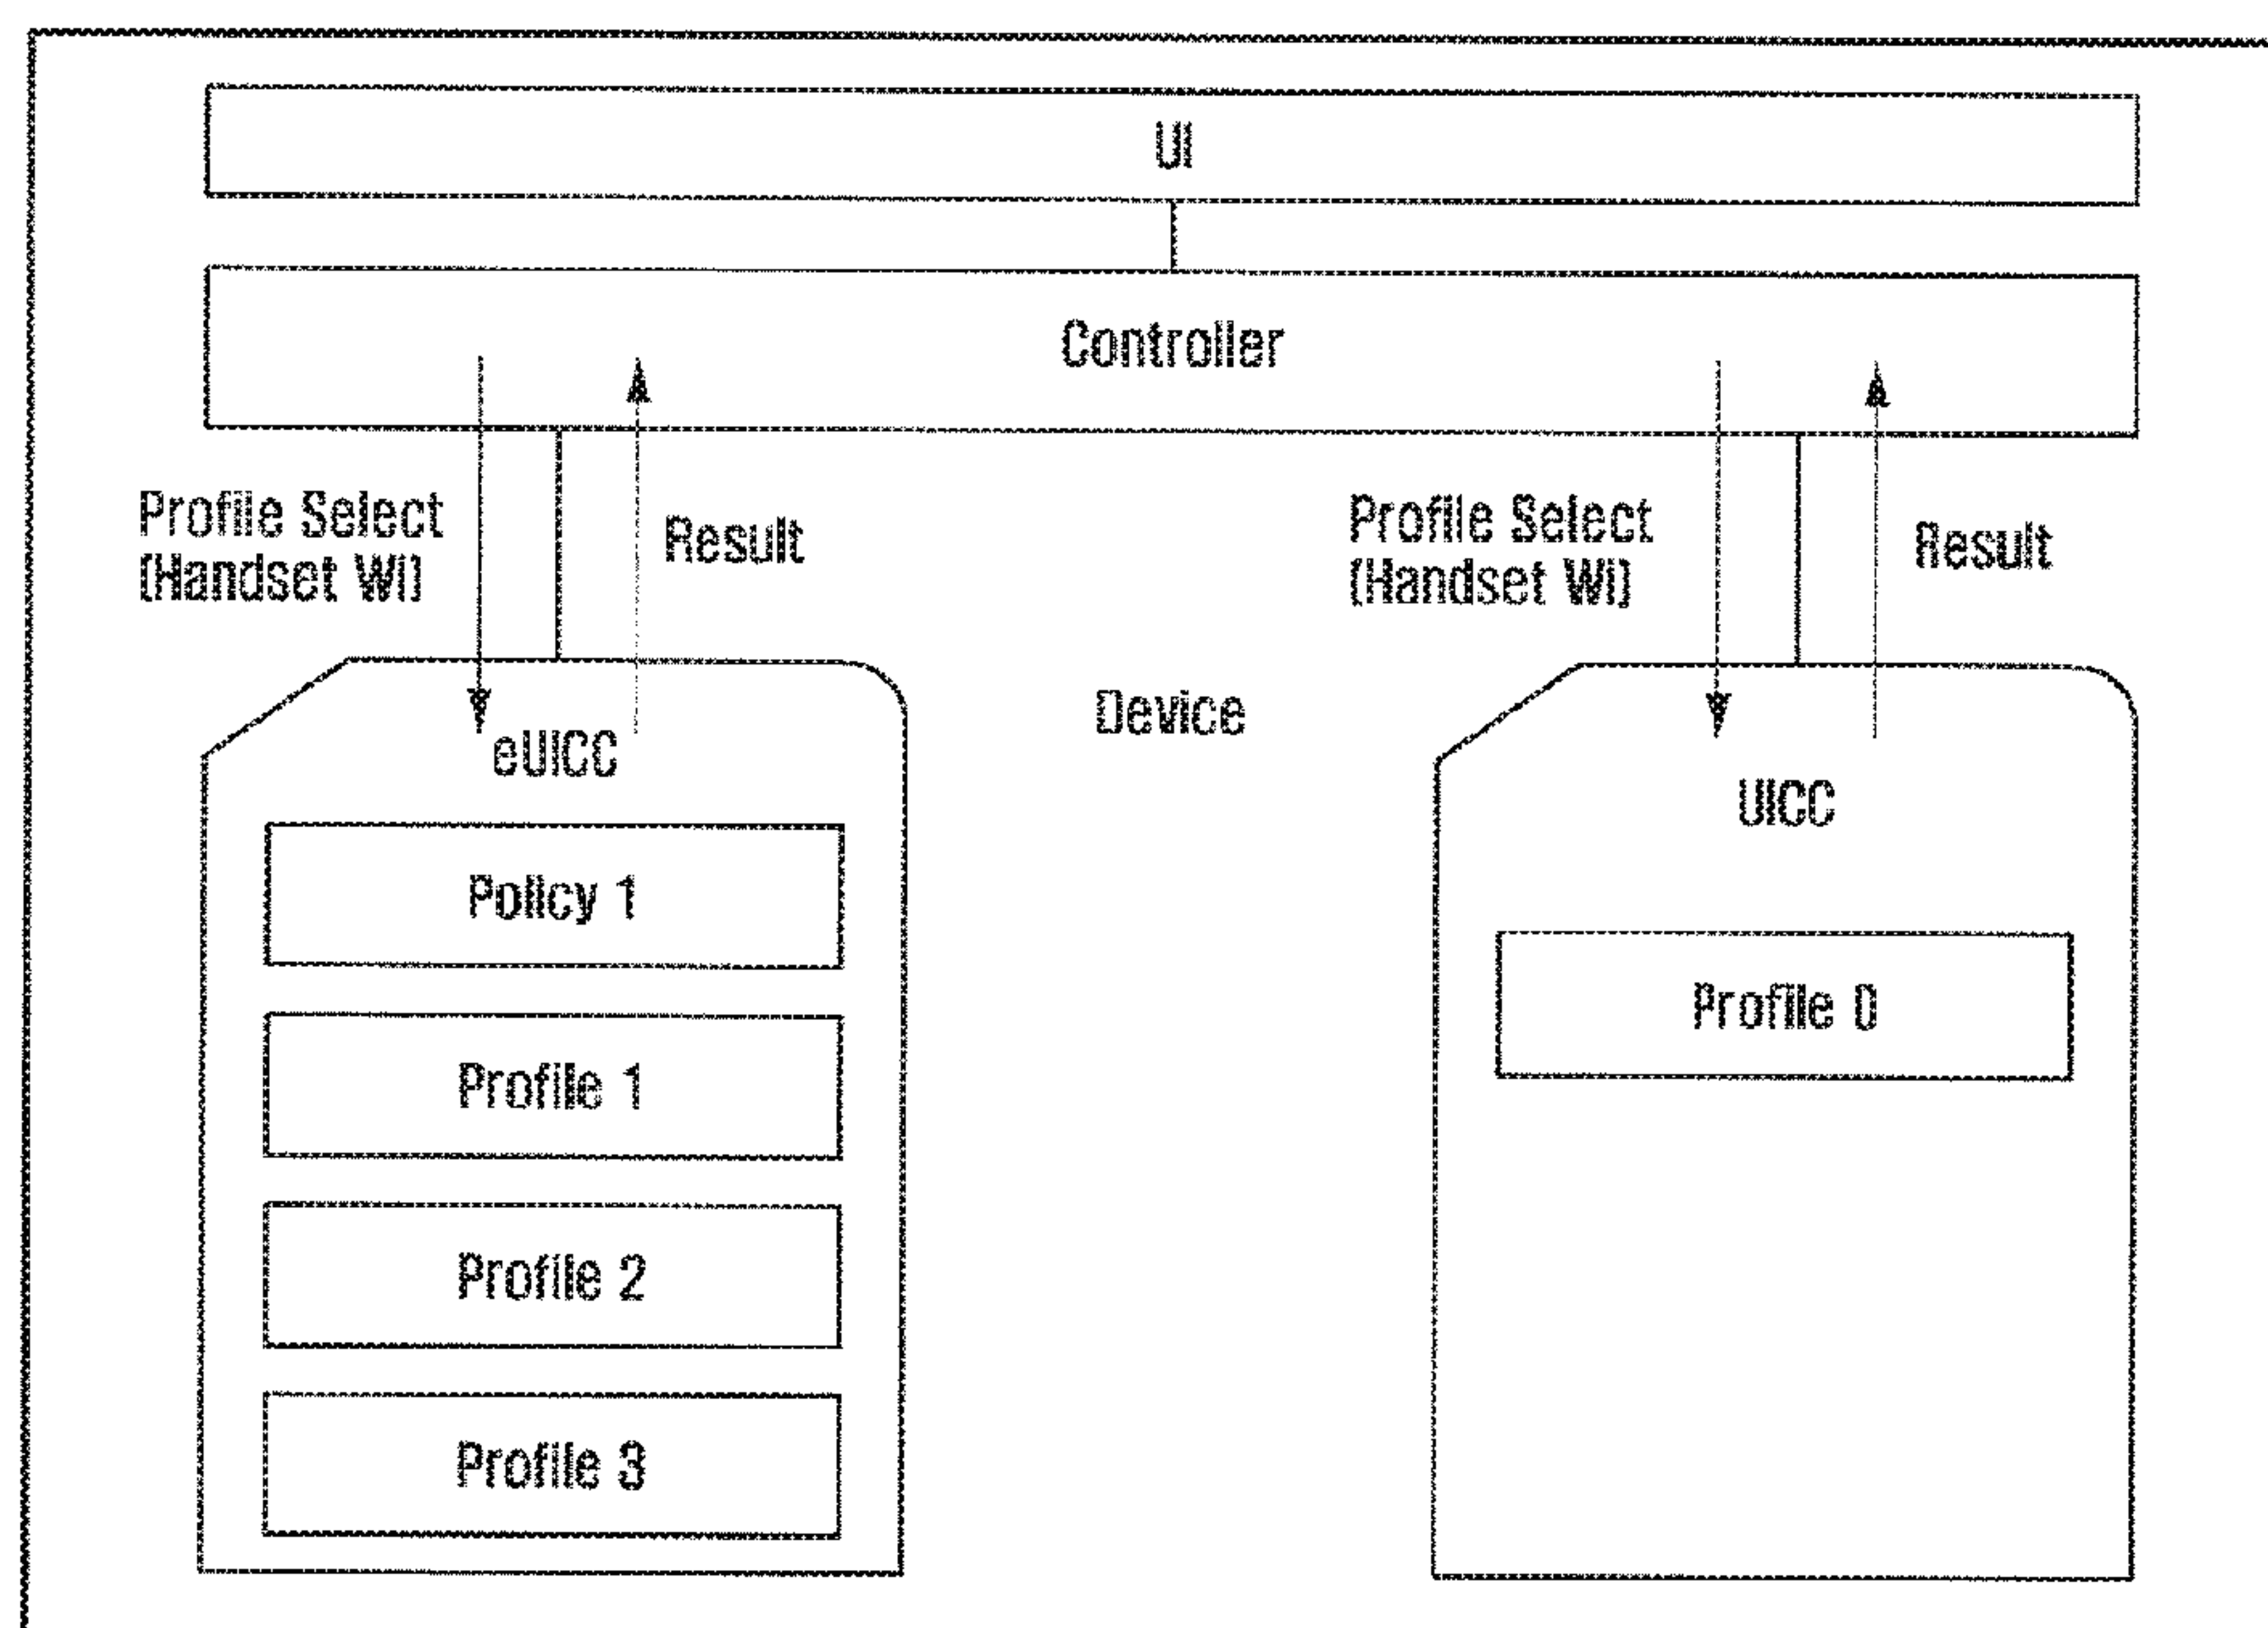 UI
Controller
Profile Select
(Handset Wi)
Result
Profile Select
(Handset Wi)
Result
Device
eUICC
Policy 1
Profile 1
Profile 2
Profile 3
UICC
Profile 0